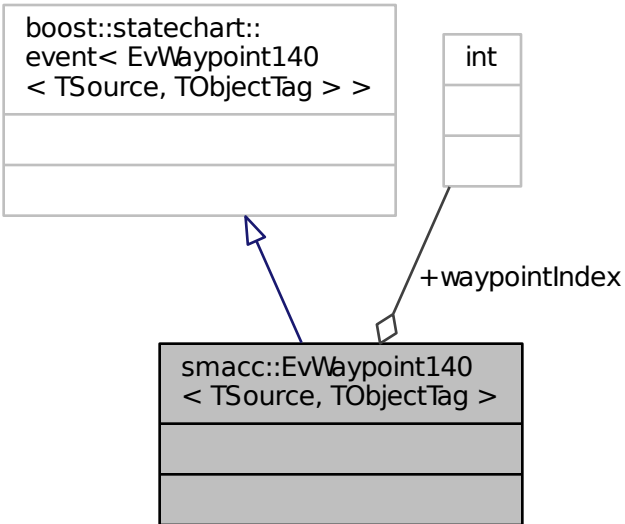 boost::statechart::
event< EvWaypoint140
< TSource, TObjectTag > >
int
+waypointIndex
smacc::EvWaypoint140
< TSource, TObjectTag >